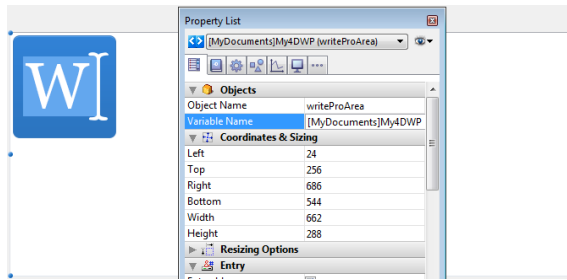 W
Property List
[MyDocuments]My4DWP (writeProArea)
Objects
Object Name writeProArea
Variable Name [MyDocuments]My4DWP
Coordinates & Sizing
Left 24
Top 256
Right 686
Bottom 544
Width 662
Height 288
Resizing Options
Entry